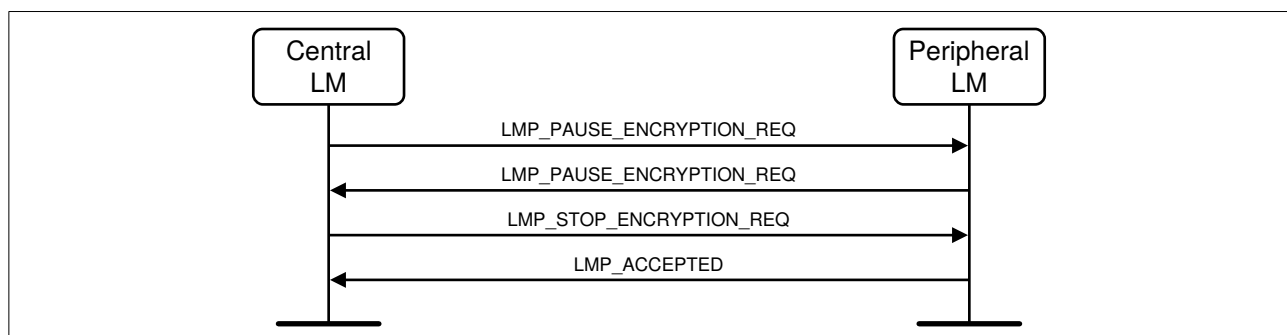 Central
LM
Peripheral
LM
LMP_PAUSE_ENCRYPTION_REQ
LMP_PAUSE_ENCRYPTION_REQ
LMP_STOP_ENCRYPTION_REQ
LMP_ACCEPTED